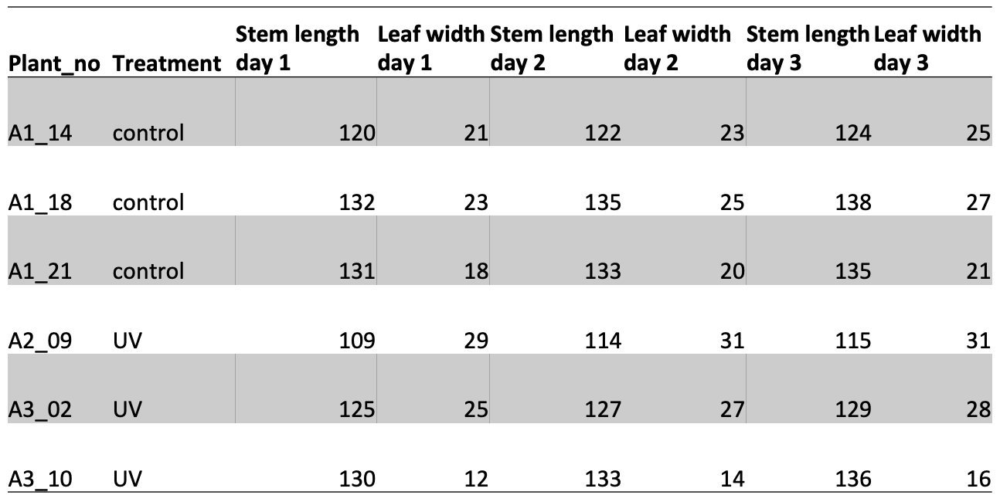 Plant_no Treatment Stem length day 1 Leaf width day 1 Stem length day 2 Leaf width day 2 Stem length day 3 Leaf width day 3
A1_14 control 120 21 122 23 124 25
A1_18 control 132 23 135 25 138 27
A1_21 control 131 18 133 20 135 21
A2_09 UV 109 29 114 31 115 31
A3_02 UV 125 25 127 27 129 28
A3_10 UV 130 12 133 14 136 16